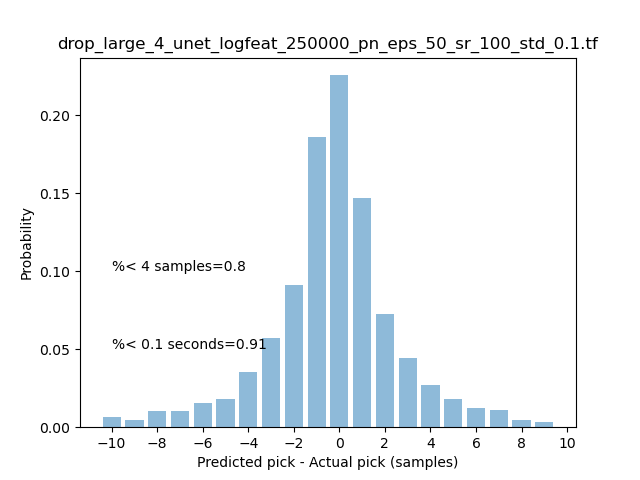 drop_large_4_unet_logfeat_250000_pn_eps_50_sr_100_std_0.1.tf
0.20
0.15
0.10
0.05
0.00
Probability
%< 4 samples=0.8
%< 0.1 seconds=0.91
−10 −8 −6 −4 −2 0 2 4 6 8 10
Predicted pick - Actual pick (samples)